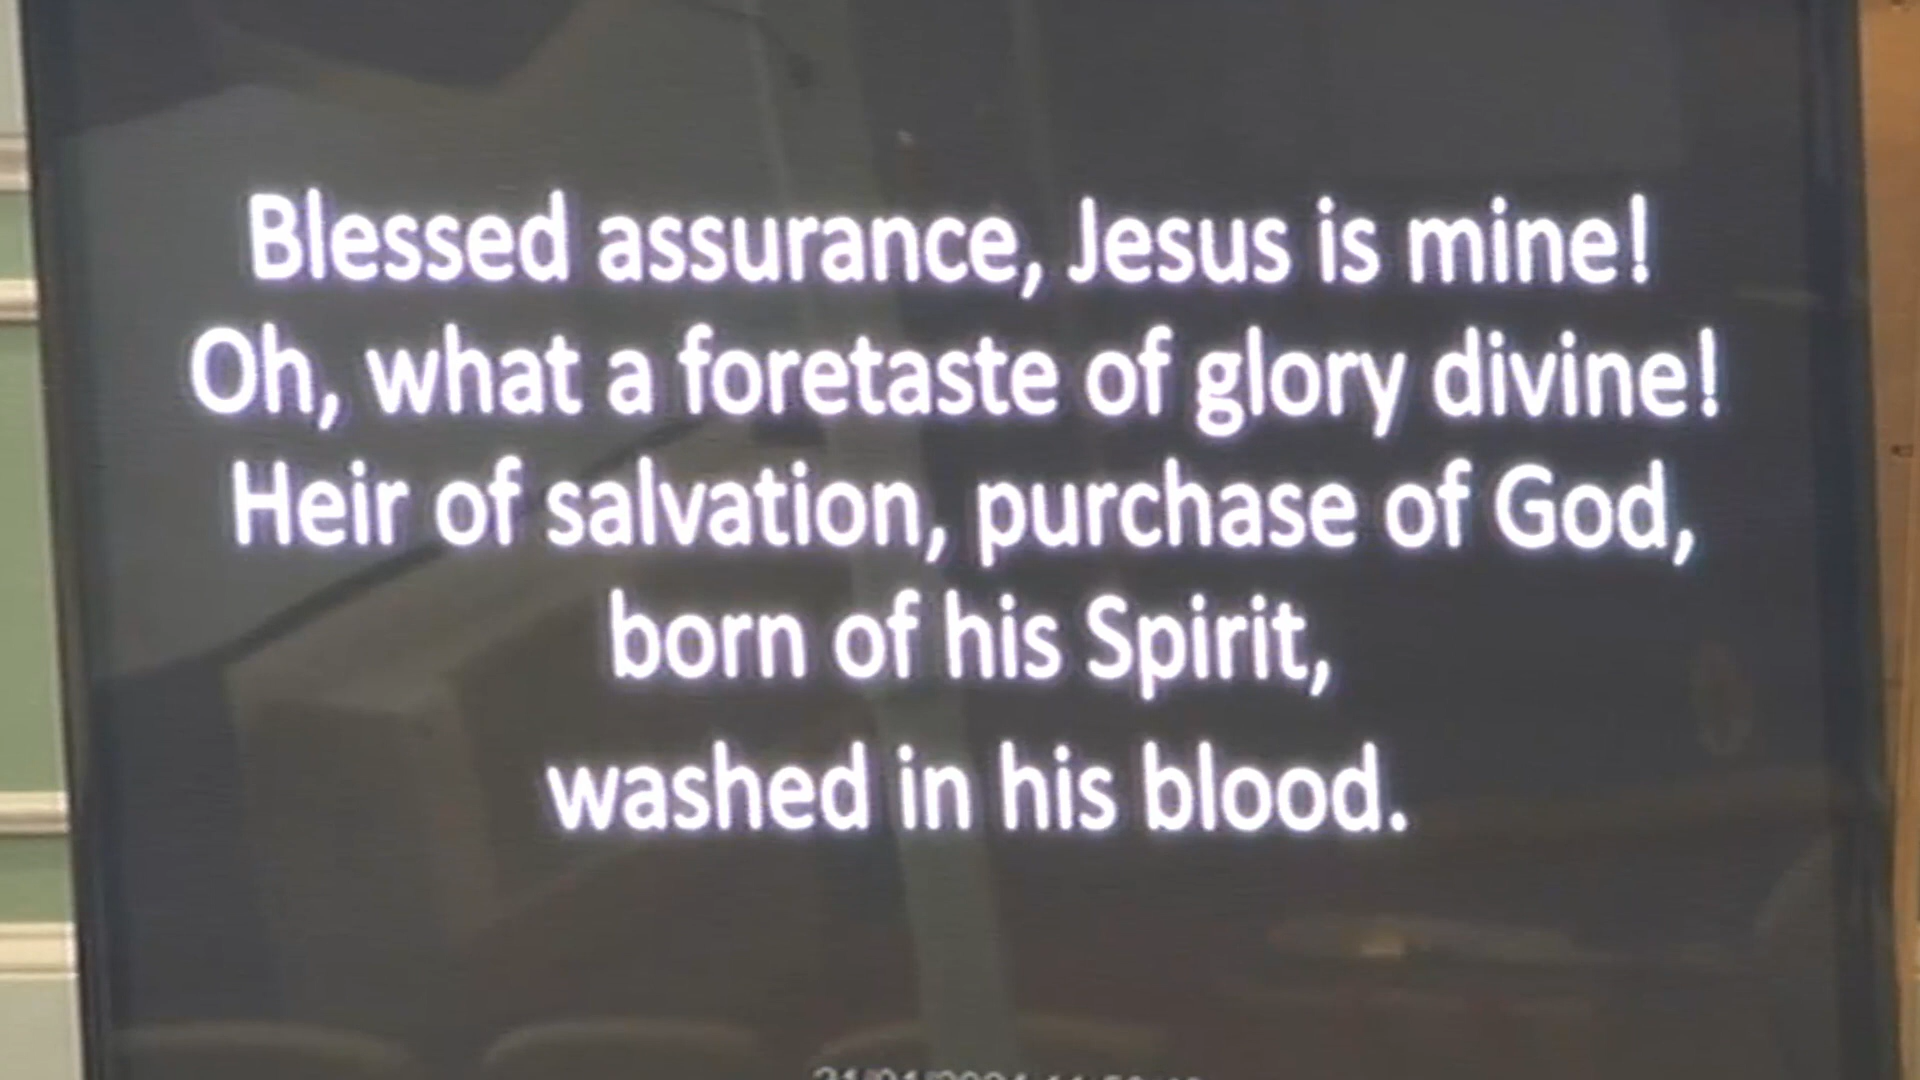 Blessed assurance, Jesus is mine!
Oh, what a foretaste of glory divine!
Heir of salvation, purchase of God,
born of his Spirit,
washed in his blood.